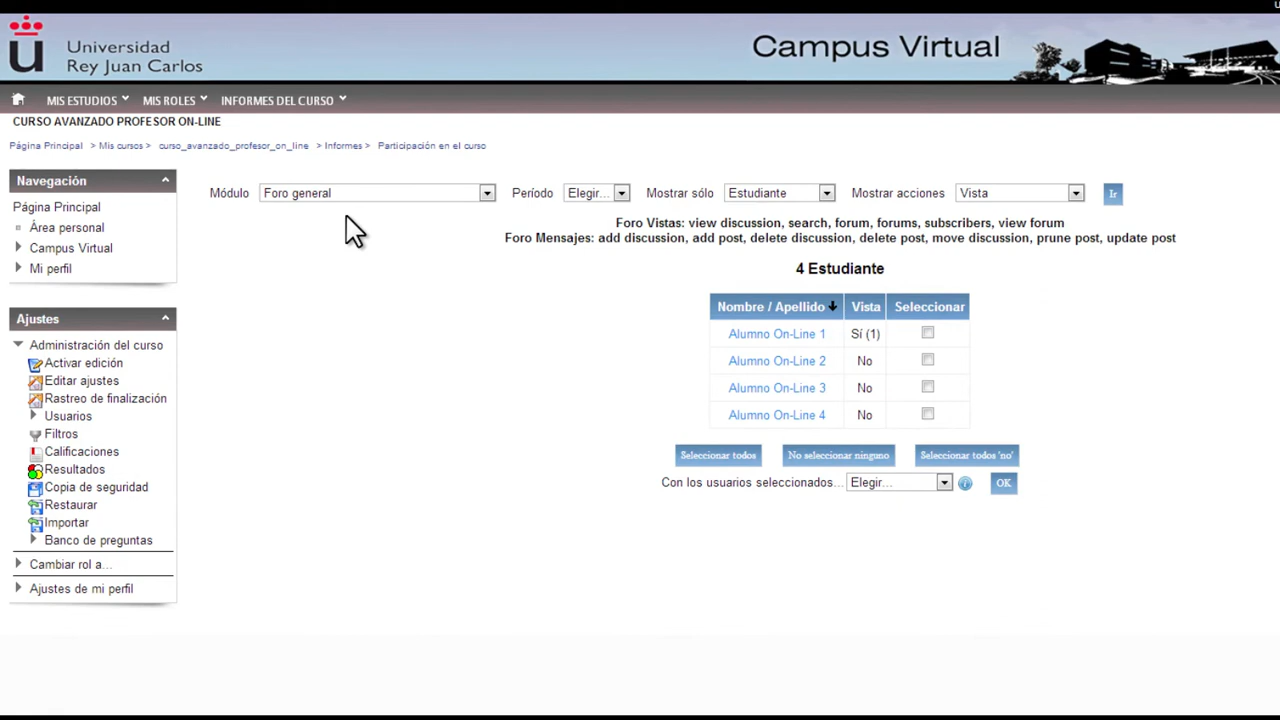 Universidad
Rey Juan Carlos
Campus Virtual
MIS ESTUDIOS MIS ROLES INFORMES DEL CURSO
CURSO AVANZADO PROFESOR ON-LINE
Página Principal > Mis cursos > curso_avanzado_profesor_on_line > Informes > Participación en el curso
Navegación
Página Principal
Área personal
Campus Virtual
Mi perfil
Ajustes
Administración del curso
Activar edición
Editar ajustes
Rastreo de finalización
Usuarios
Filtros
Calificaciones
Resultados
Copia de seguridad
Restaurar
Importar
Banco de preguntas
Cambiar rol a...
Ajustes de mi perfil
Módulo Foro general Período Elegir... Mostrar sólo Estudiante Mostrar acciones Vista Ir
Foro Vistas: view discussion, search, forum, forums, subscribers, view forum
Foro Mensajes: add discussion, add post, delete discussion, delete post, move discussion, prune post, update post
4 Estudiante
Nombre / Apellido Vista Seleccionar
Alumno On-Line 1 Sí (1)
Alumno On-Line 2 No
Alumno On-Line 3 No
Alumno On-Line 4 No
Seleccionar todos No seleccionar ninguno Seleccionar todos 'no'
Con los usuarios seleccionados... Elegir... OK